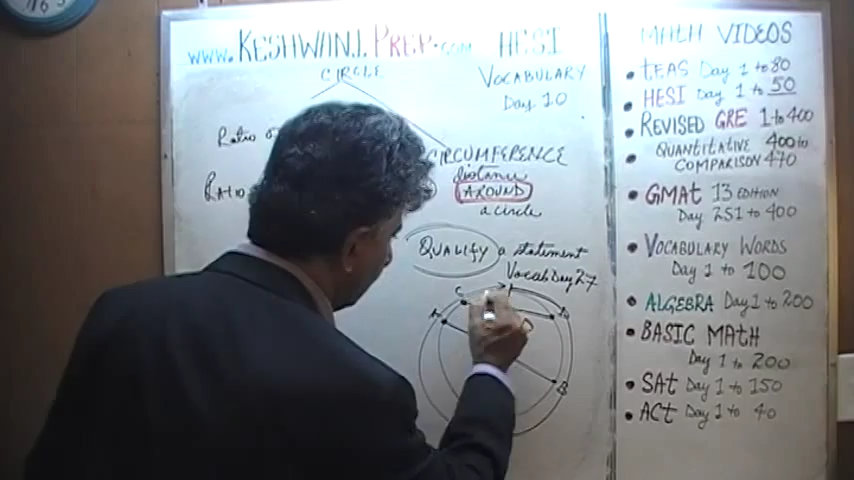 www.KESHWANI PREP.com HESI
CIRCLE
VOCABULARY
Day 10
Ratio
Ratio
CIRCUMFERENCE
distance
AROUND
a circle
QUALIFY a statement
Vocab Day 27
C
A
D
B
MATH VIDEOS
• TEAS Day 1 to 80
• HESI Day 1 to 50
• REVISED GRE 1 to 400
• QUANTITATIVE 400 to
COMPARISON 470
• GMAT 13 EDITION
Day 251 to 400
• VOCABULARY WORDS
Day 1 to 100
• ALGEBRA Day 1 to 200
• BASIC MATH
Day 1 to 200
• SAT Day 1 to 150
• ACT Day 1 to 40